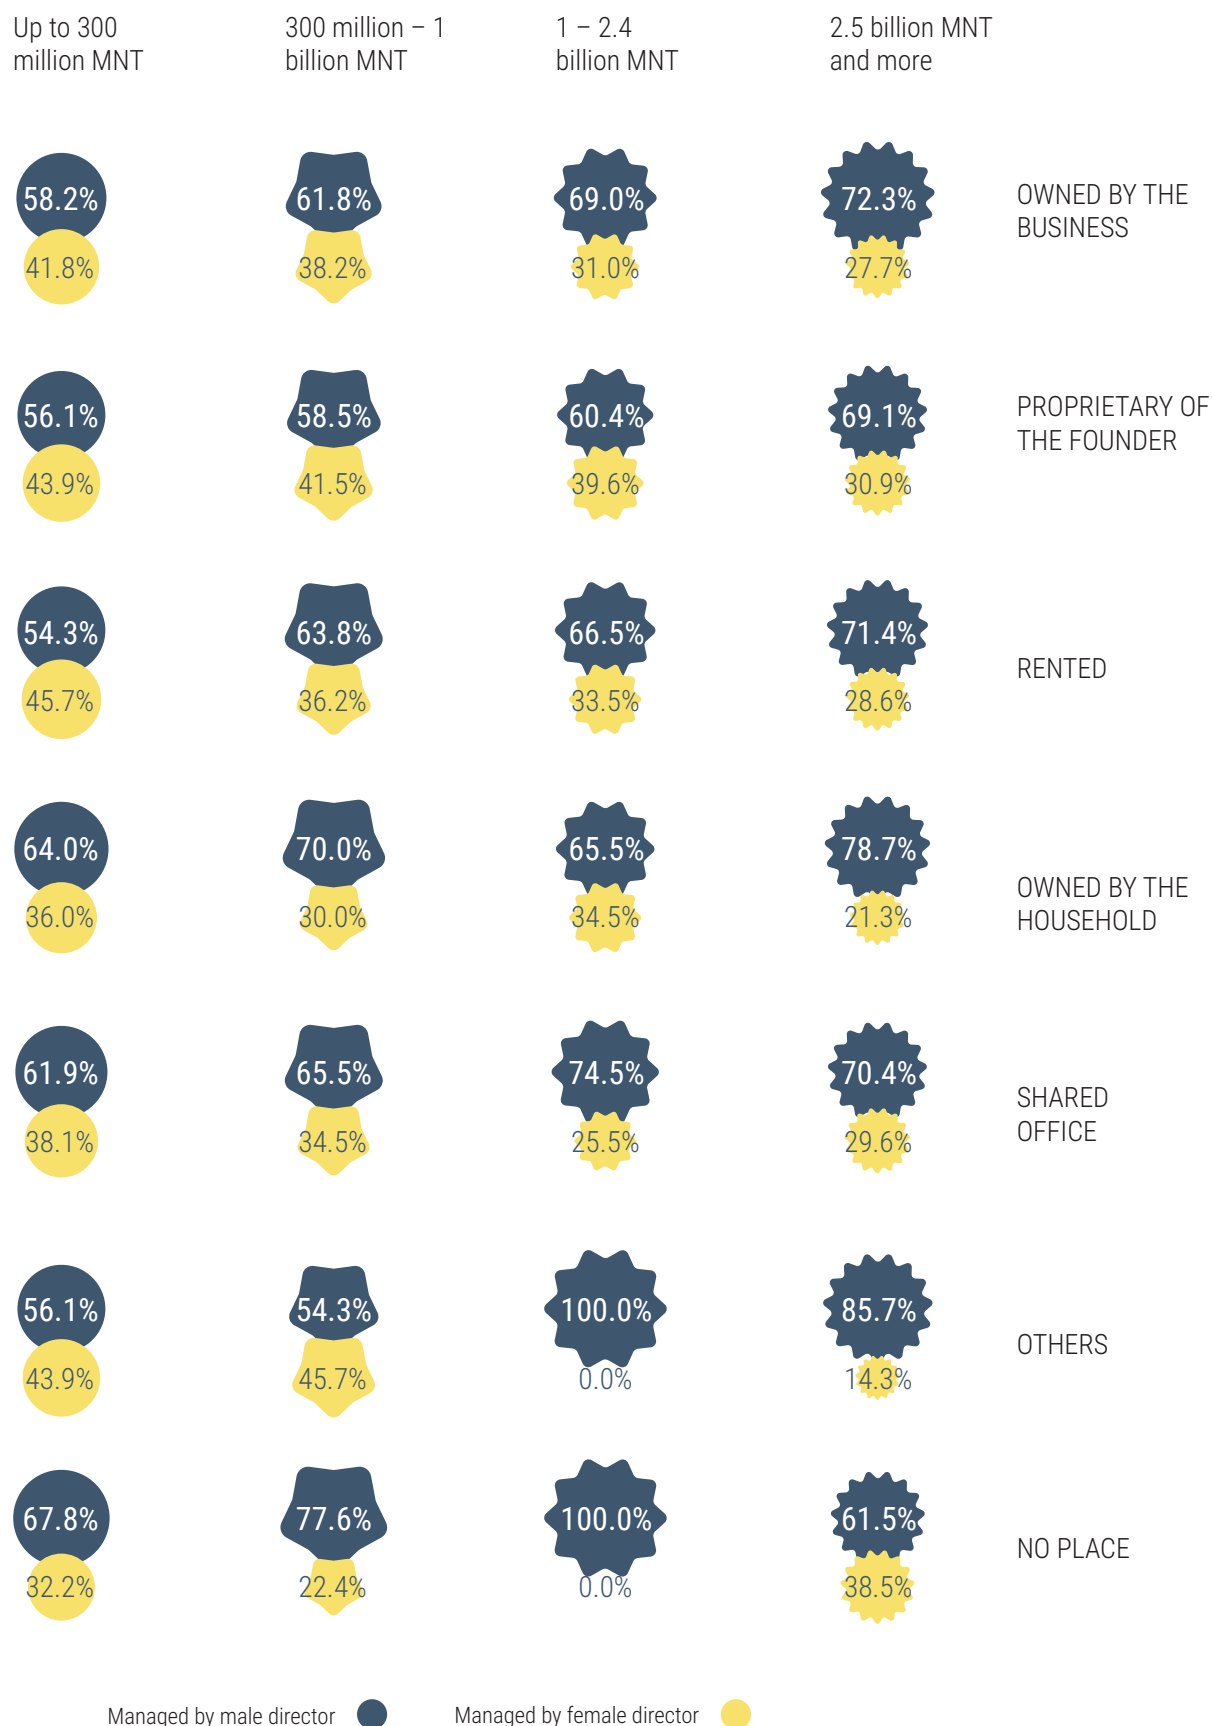 Up to 300
million MNT
300 million – 1
billion MNT
1 – 2.4
billion MNT
2.5 billion MNT
and more
58.2%
61.8%
69.0%
72.3%
OWNED BY THE
BUSINESS
41.8%
38.2%
31.0%
27.7%
56.1%
58.5%
60.4%
69.1%
PROPRIETARY OF
THE FOUNDER
43.9%
41.5%
39.6%
30.9%
54.3%
63.8%
66.5%
71.4%
RENTED
45.7%
36.2%
33.5%
28.6%
64.0%
70.0%
65.5%
78.7%
OWNED BY THE
HOUSEHOLD
36.0%
30.0%
34.5%
21.3%
61.9%
65.5%
74.5%
70.4%
SHARED
OFFICE
38.1%
34.5%
25.5%
29.6%
56.1%
54.3%
100.0%
85.7%
OTHERS
43.9%
45.7%
0.0%
14.3%
67.8%
77.6%
100.0%
61.5%
NO PLACE
32.2%
22.4%
0.0%
38.5%
Managed by male director
Managed by female director